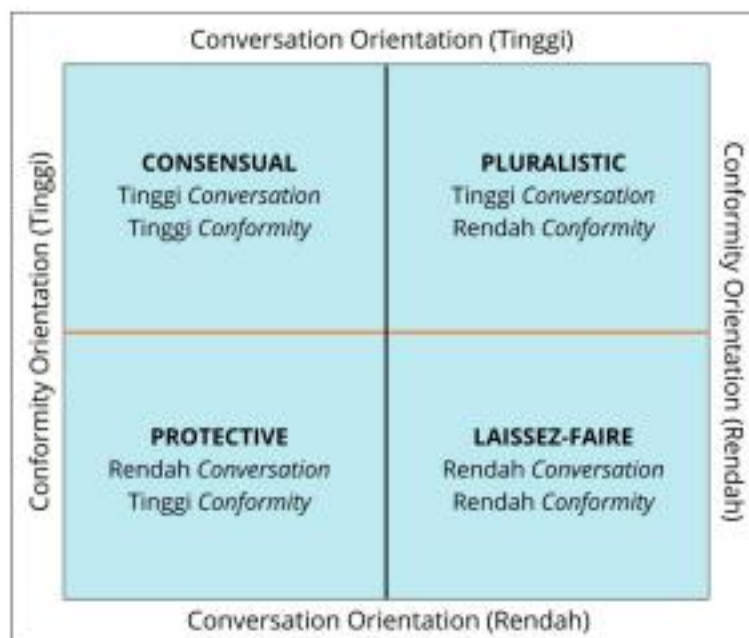 Conversation Orientation (Tinggi)
Conformity Orientation (Tinggi)
CONSENSUAL
Tinggi Conversation
Tinggi Conformity
PLURALISTIC
Tinggi Conversation
Rendah Conformity
Conformity Orientation (Rendah)
PROTECTIVE
Rendah Conversation
Tinggi Conformity
LAISSEZ-FAIRE
Rendah Conversation
Rendah Conformity
Conversation Orientation (Rendah)